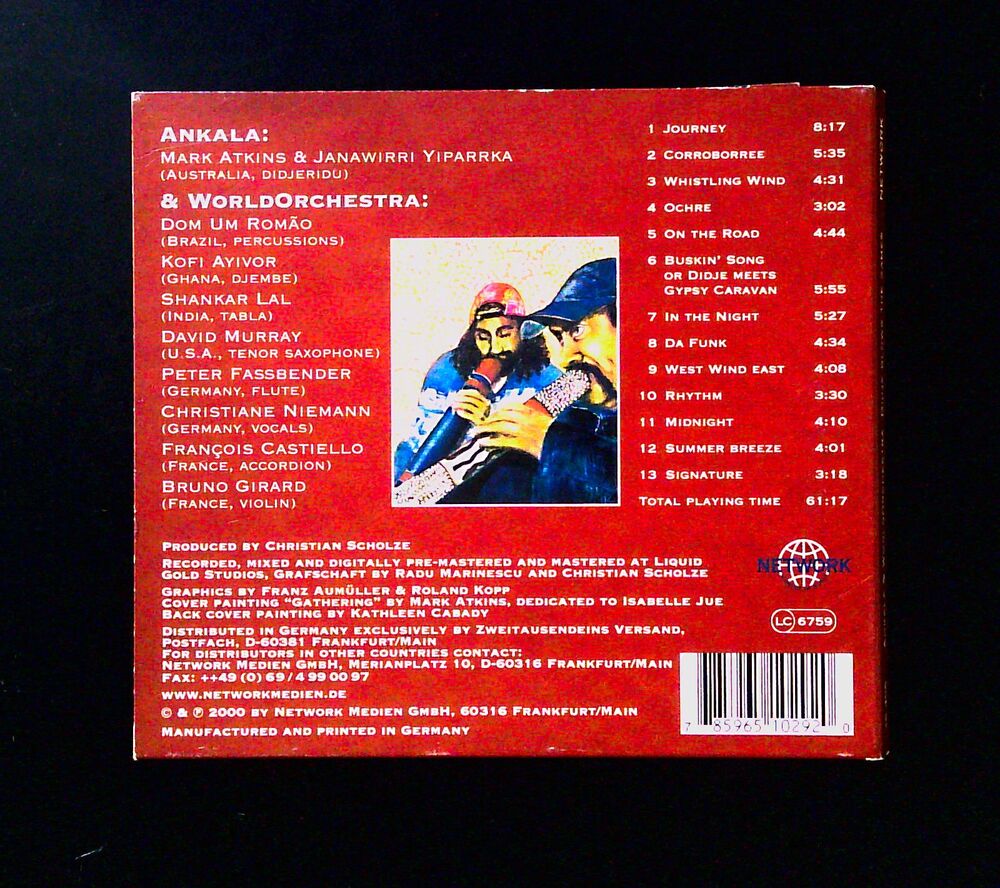 ANKALA:
MARK ATKINS & JANAWIRRI YIPARRKA
(AUSTRALIA, DIDJERIDU)
& WORLDORCHESTRA:
DOM UM ROMÃO
(BRAZIL, PERCUSSIONS)
KOFI AYIVOR
(GHANA, DJEMBE)
SHANKAR LAL
(INDIA, TABLA)
DAVID MURRAY
(U.S.A., TENOR SAXOPHONE)
PETER FASSBENDER
(GERMANY, FLUTE)
CHRISTIANE NIEMANN
(GERMANY, VOCALS)
FRANÇOIS CASTIELLO
(FRANCE, ACCORDION)
BRUNO GIRARD
(FRANCE, VIOLIN)
1 JOURNEY 8:17
2 CORROBORREE 5:35
3 WHISTLING WIND 4:31
4 OCHRE 3:02
5 ON THE ROAD 4:44
6 BUSKIN' SONG
OR DIDJE MEETS
GYPSY CARAVAN 5:55
7 IN THE NIGHT 5:27
8 DA FUNK 4:34
9 WEST WIND EAST 4:08
10 RHYTHM 3:30
11 MIDNIGHT 4:10
12 SUMMER BREEZE 4:01
13 SIGNATURE 3:18
TOTAL PLAYING TIME 61:17
PRODUCED BY CHRISTIAN SCHOLZE
RECORDED, MIXED AND DIGITALLY PRE-MASTERED AND MASTERED AT LIQUID
GOLD STUDIOS, GRAFSCHAFT BY RADU MARINESCU AND CHRISTIAN SCHOLZE
GRAPHICS BY FRANZ AUMÜLLER & ROLAND KOPP
COVER PAINTING "GATHERING" BY MARK ATKINS, DEDICATED TO ISABELLE JUE
BACK COVER PAINTING BY KATHLEEN CABADY
DISTRIBUTED IN GERMANY EXCLUSIVELY BY ZWEITAUSENDEINS VERSAND,
POSTFACH, D-60381 FRANKFURT/MAIN
FOR DISTRIBUTORS IN OTHER COUNTRIES CONTACT:
NETWORK MEDIEN GMBH, MERIANPLATZ 10, D-60316 FRANKFURT/MAIN
FAX: ++49 (0) 69 / 4 99 00 97
WWW.NETWORKMEDIEN.DE
© & ℗ 2000 BY NETWORK MEDIEN GMBH, 60316 FRANKFURT/MAIN
MANUFACTURED AND PRINTED IN GERMANY
NETWORK
LC 6759
7 85965 10292 0